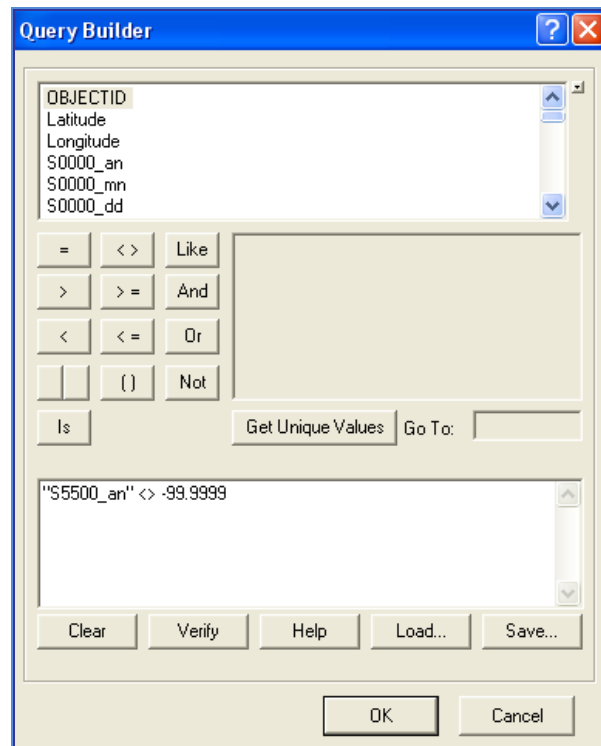 Query Builder
OBJECTID
Latitude
Longitude
S0000_an
S0000_mn
S0000_dd
= < > Like
> > = And
< < = Or
( ) Not
Is Get Unique Values Go To:
"S5500_an" <> -99.9999
Clear Verify Help Load... Save...
OK Cancel